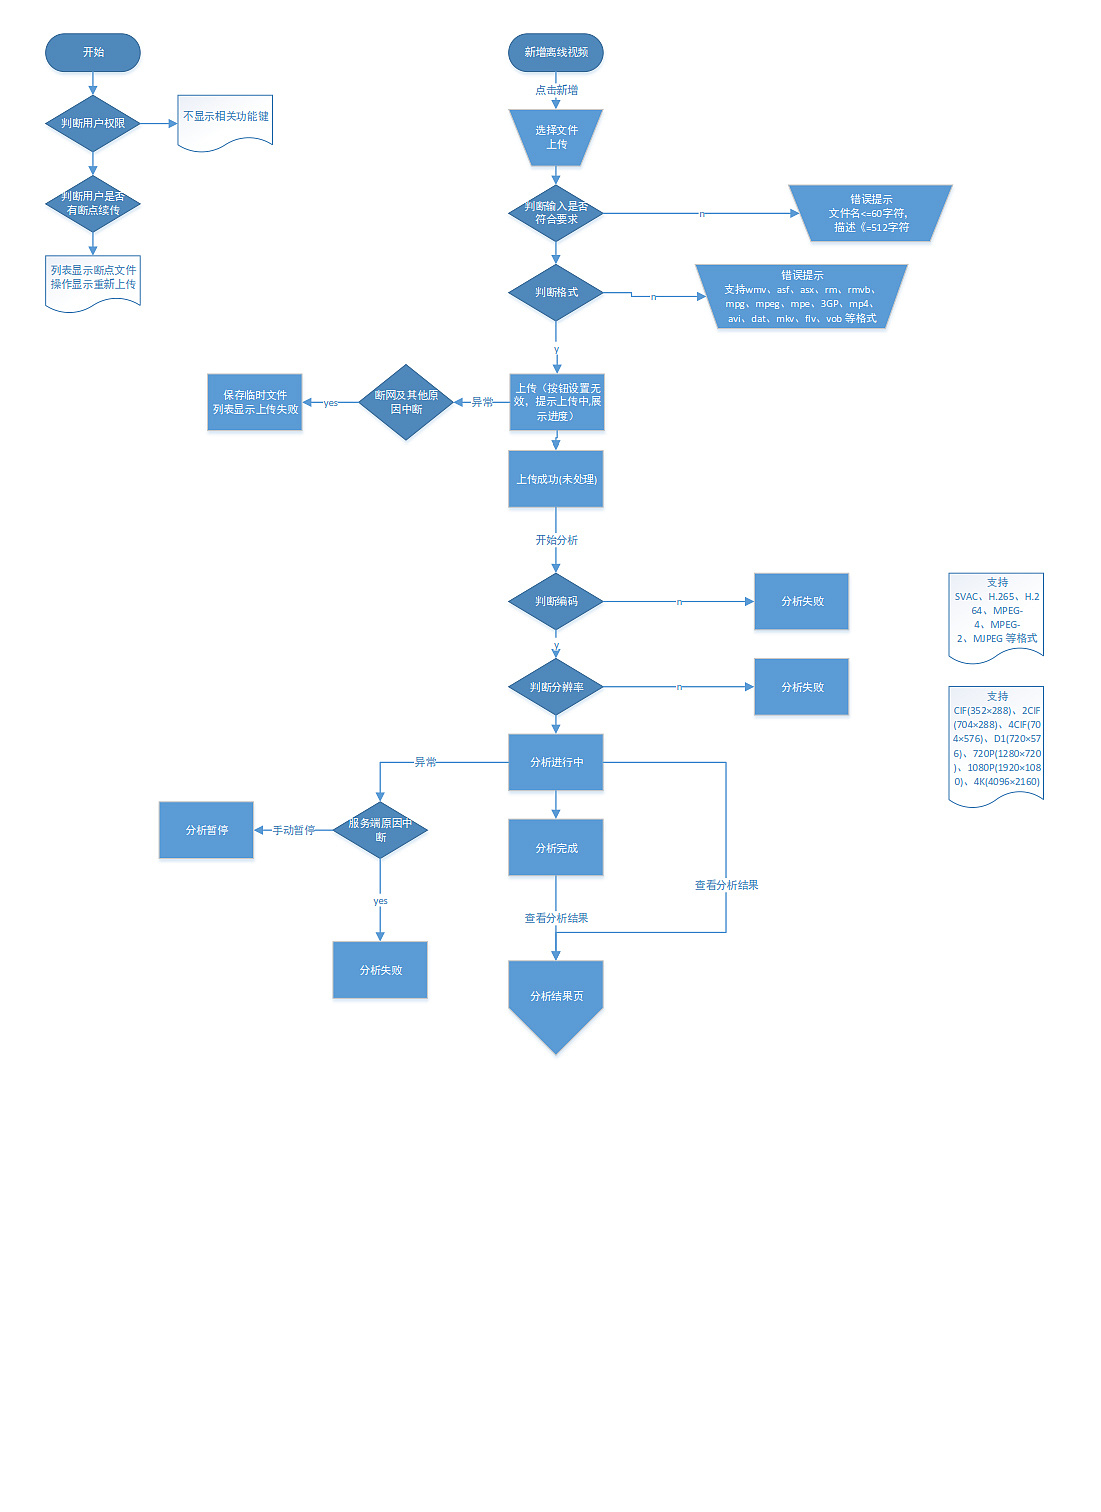 开始
判断用户权限
不显示相关功能键
判断用户是否
有断点续传
列表显示断点文件
操作显示重新上传
新增离线视频
点击新增
选择文件
上传
判断输入是否
符合要求
n
错误提示
文件名<=60字符，
描述《=512字符
判断格式
n
错误提示
支持wmv、asf、asx、rm、rmvb、
mpg、mpeg、mpe、3GP、mp4、
avi、dat、mkv、flv、vob 等格式
y
上传（按钮设置无
效，提示上传中,展
示进度）
异常
断网及其他原
因中断
yes
保存临时文件
列表显示上传失败
上传成功(未处理)
开始分析
判断编码
n
分析失败
支持
SVAC、H.265、H.2
64、MPEG-
4、MPEG-
2、MJPEG 等格式
y
判断分辨率
n
分析失败
支持
CIF(352×288)、2CIF
(704×288)、4CIF(70
4×576)、D1(720×57
6)、720P(1280×720
)、1080P(1920×108
0)、4K(4096×2160)
分析进行中
异常
服务端原因中
断
手动暂停
分析暂停
yes
分析失败
分析完成
查看分析结果
查看分析结果
分析结果页